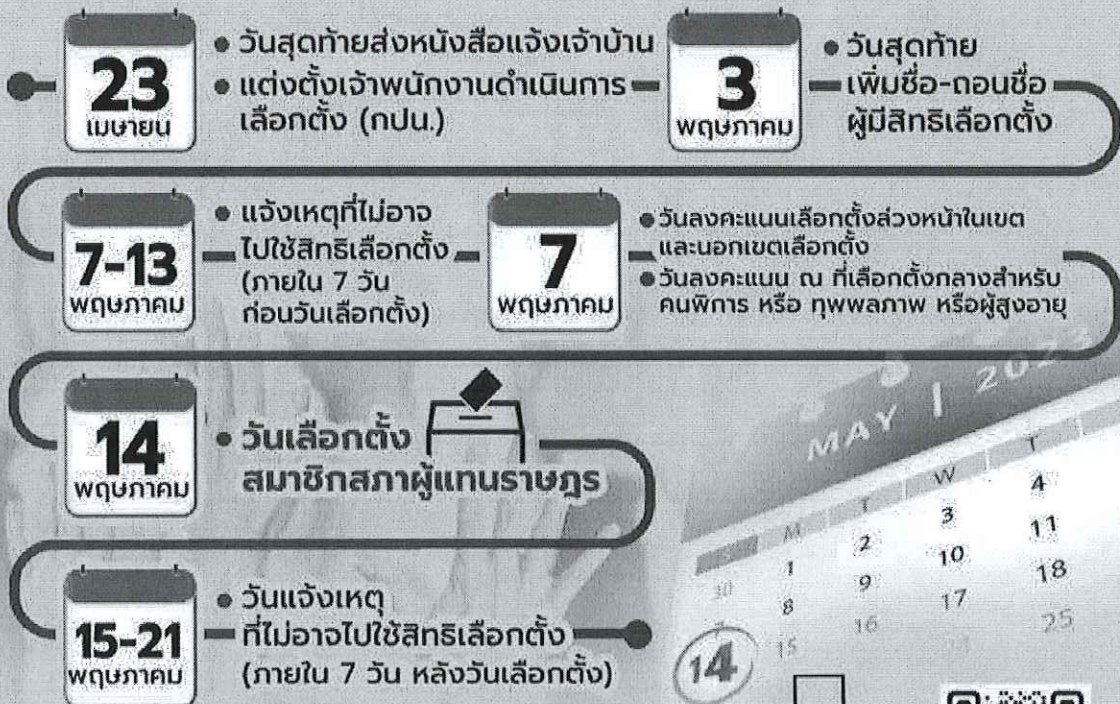 23
เมษายน
● วันสุดท้ายส่งหนังสือแจ้งเจ้าบ้าน
● แต่งตั้งเจ้าพนักงานดำเนินการ
เลือกตั้ง (กปน.)
3
พฤษภาคม
● วันสุดท้าย
เพิ่มชื่อ-ถอนชื่อ
ผู้มีสิทธิเลือกตั้ง
7-13
พฤษภาคม
● แจ้งเหตุที่ไม่อาจ
ไปใช้สิทธิเลือกตั้ง
(ภายใน 7 วัน
ก่อนวันเลือกตั้ง)
7
พฤษภาคม
● วันลงคะแนนเลือกตั้งล่วงหน้าในเขต
และนอกเขตเลือกตั้ง
● วันลงคะแนน ณ ที่เลือกตั้งกลางสำหรับ
คนพิการ หรือ ทุพพลภาพ หรือผู้สูงอายุ
14
พฤษภาคม
● วันเลือกตั้ง
สมาชิกสภาผู้แทนราษฎร
15-21
พฤษภาคม
● วันแจ้งเหตุ
ที่ไม่อาจไปใช้สิทธิเลือกตั้ง
(ภายใน 7 วัน หลังวันเลือกตั้ง)
MAY | 2023
M T W T
30 1 2 3 4
8 9 10 11
14 15 16 17 18
25